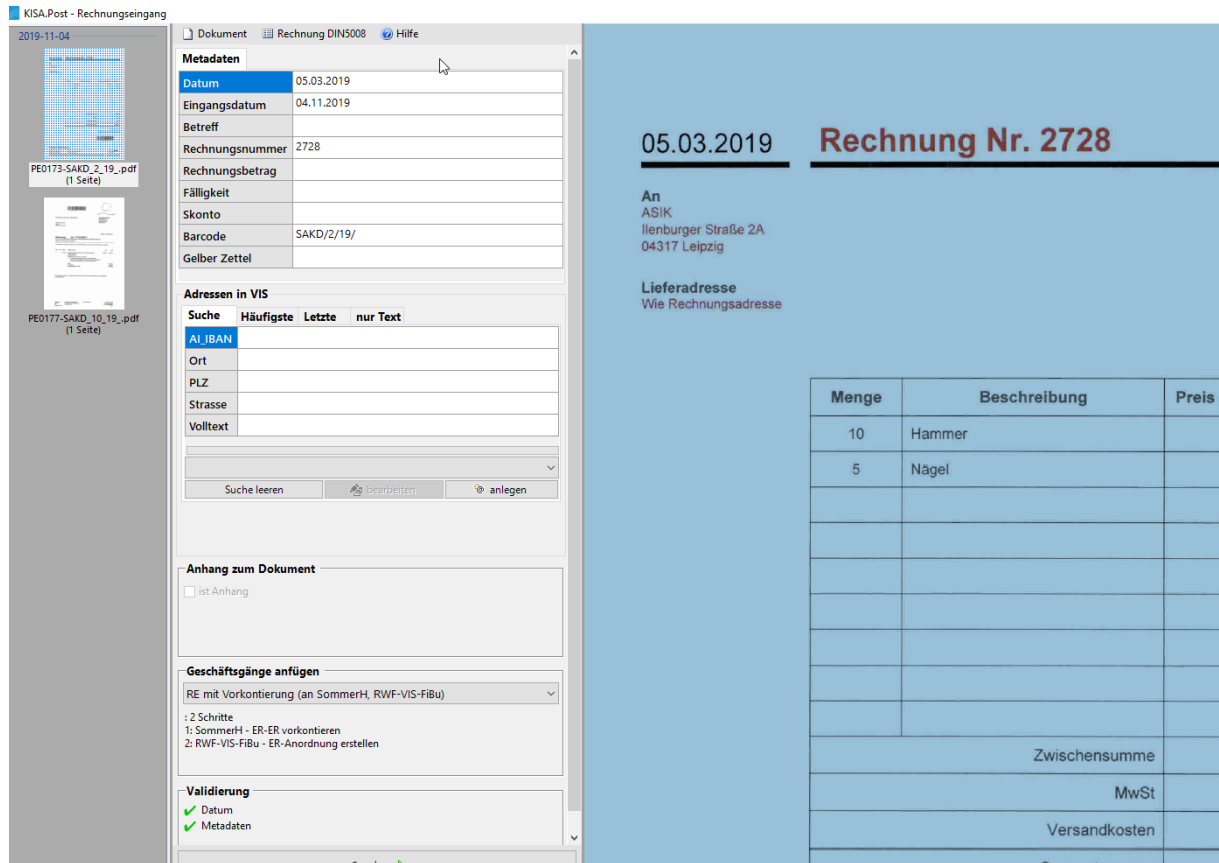 KISA.Post - Rechnungseingang
2019-11-04
PE0173-SAKD_2_19_.pdf
(1 Seite)
PE0177-SAKD_10_19_.pdf
(1 Seite)
Dokument Rechnung DIN5008 Hilfe
Metadaten
Datum 05.03.2019
Eingangsdatum 04.11.2019
Betreff
Rechnungsnummer 2728
Rechnungsbetrag
Fälligkeit
Skonto
Barcode SAKD/2/19/
Gelber Zettel
Adressen in VIS
Suche Häufigste Letzte nur Text
AI_IBAN
Ort
PLZ
Strasse
Volltext
Suche leeren bearbeiten anlegen
Anhang zum Dokument
ist Anhang
Geschäftsgänge anfügen
RE mit Vorkontierung (an SommerH, RWF-VIS-FiBu)
: 2 Schritte
1: SommerH - ER-ER vorkontieren
2: RWF-VIS-FiBu - ER-Anordnung erstellen
Validierung
Datum
Metadaten
05.03.2019 Rechnung Nr. 2728
An
ASIK
Ilenburger Straße 2A
04317 Leipzig
Lieferadresse
Wie Rechnungsadresse
Menge Beschreibung Preis
10 Hammer
5 Nägel
Zwischensumme
MwSt
Versandkosten